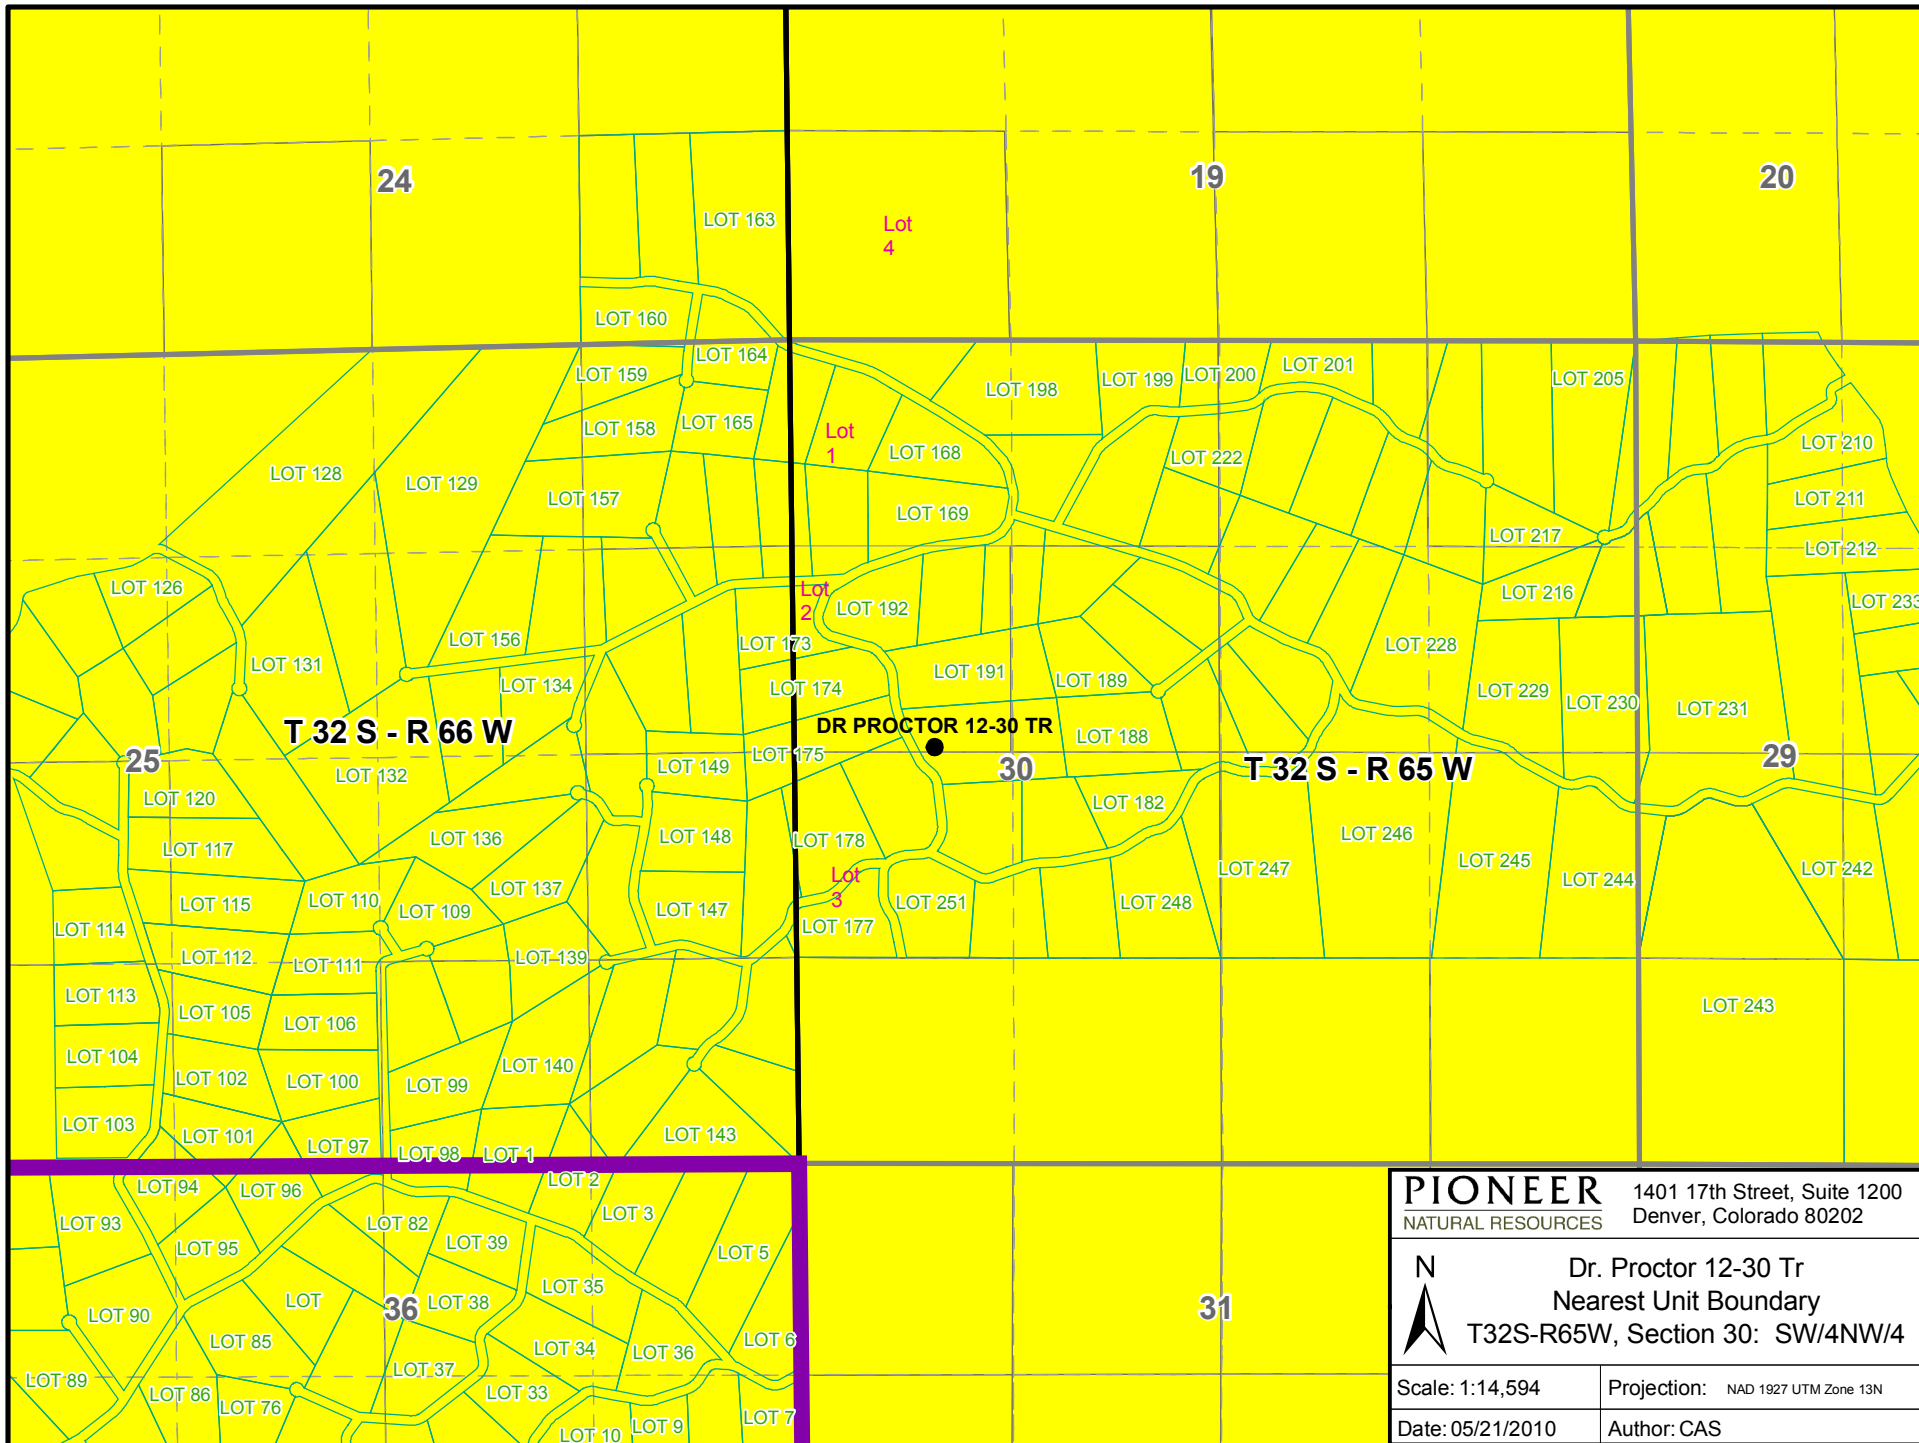 24
19
20
LOT 163
Lot
4
LOT 160
LOT 164
LOT 159
LOT 198
LOT 199
LOT 200
LOT 201
LOT 205
LOT 158
LOT 165
Lot
1
LOT 168
LOT 222
LOT 210
LOT 128
LOT 129
LOT 157
LOT 169
LOT 211
LOT 217
LOT 212
LOT 126
Lot
2
LOT 192
LOT 216
LOT 233
LOT 156
LOT 173
LOT 131
LOT 134
LOT 174
LOT 191
LOT 189
LOT 228
LOT 229
LOT 230
LOT 231
T 32 S - R 66 W
DR PROCTOR 12-30 TR
LOT 188
25
LOT 132
LOT 149
LOT 175
30
T 32 S - R 65 W
29
LOT 120
LOT 182
LOT 117
LOT 136
LOT 148
LOT 178
LOT 246
LOT 245
LOT 247
LOT 242
LOT 244
LOT 115
LOT 110
LOT 109
LOT 137
LOT 147
Lot
3
LOT 251
LOT 248
LOT 114
LOT 177
LOT 112
LOT 111
LOT 139
LOT 113
LOT 105
LOT 106
LOT 243
LOT 104
LOT 102
LOT 100
LOT 99
LOT 140
LOT 103
LOT 101
LOT 97
LOT 98
LOT 1
LOT 143
LOT 94
LOT 96
LOT 2
LOT 93
LOT 95
LOT 82
LOT 39
LOT 3
LOT 5
LOT 90
LOT
36
LOT 38
LOT 35
31
LOT 85
LOT 37
LOT 34
LOT 36
LOT 6
LOT 89
LOT 86
LOT 76
LOT 33
LOT 10
LOT 9
LOT 7
PIONEER
NATURAL RESOURCES
1401 17th Street, Suite 1200
Denver, Colorado 80202
N
Dr. Proctor 12-30 Tr
Nearest Unit Boundary
T32S-R65W, Section 30: SW/4NW/4
Scale: 1:14,594
Projection: NAD 1927 UTM Zone 13N
Date: 05/21/2010
Author: CAS